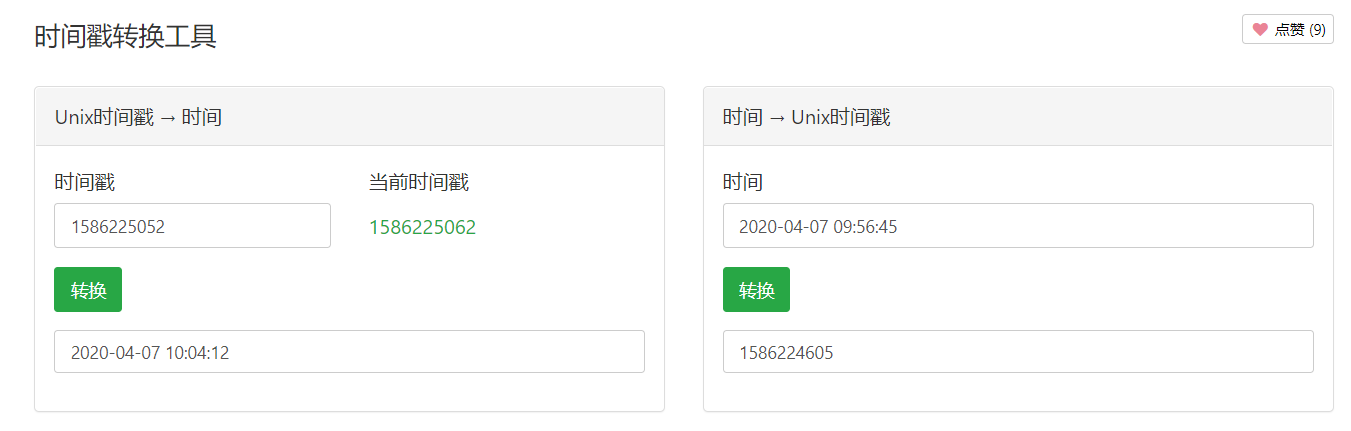 时间戳转换工具
点赞 (9)
Unix时间戳 → 时间
时间戳
当前时间戳
1586225052
1586225062
转换
2020-04-07 10:04:12
时间 → Unix时间戳
时间
2020-04-07 09:56:45
转换
1586224605